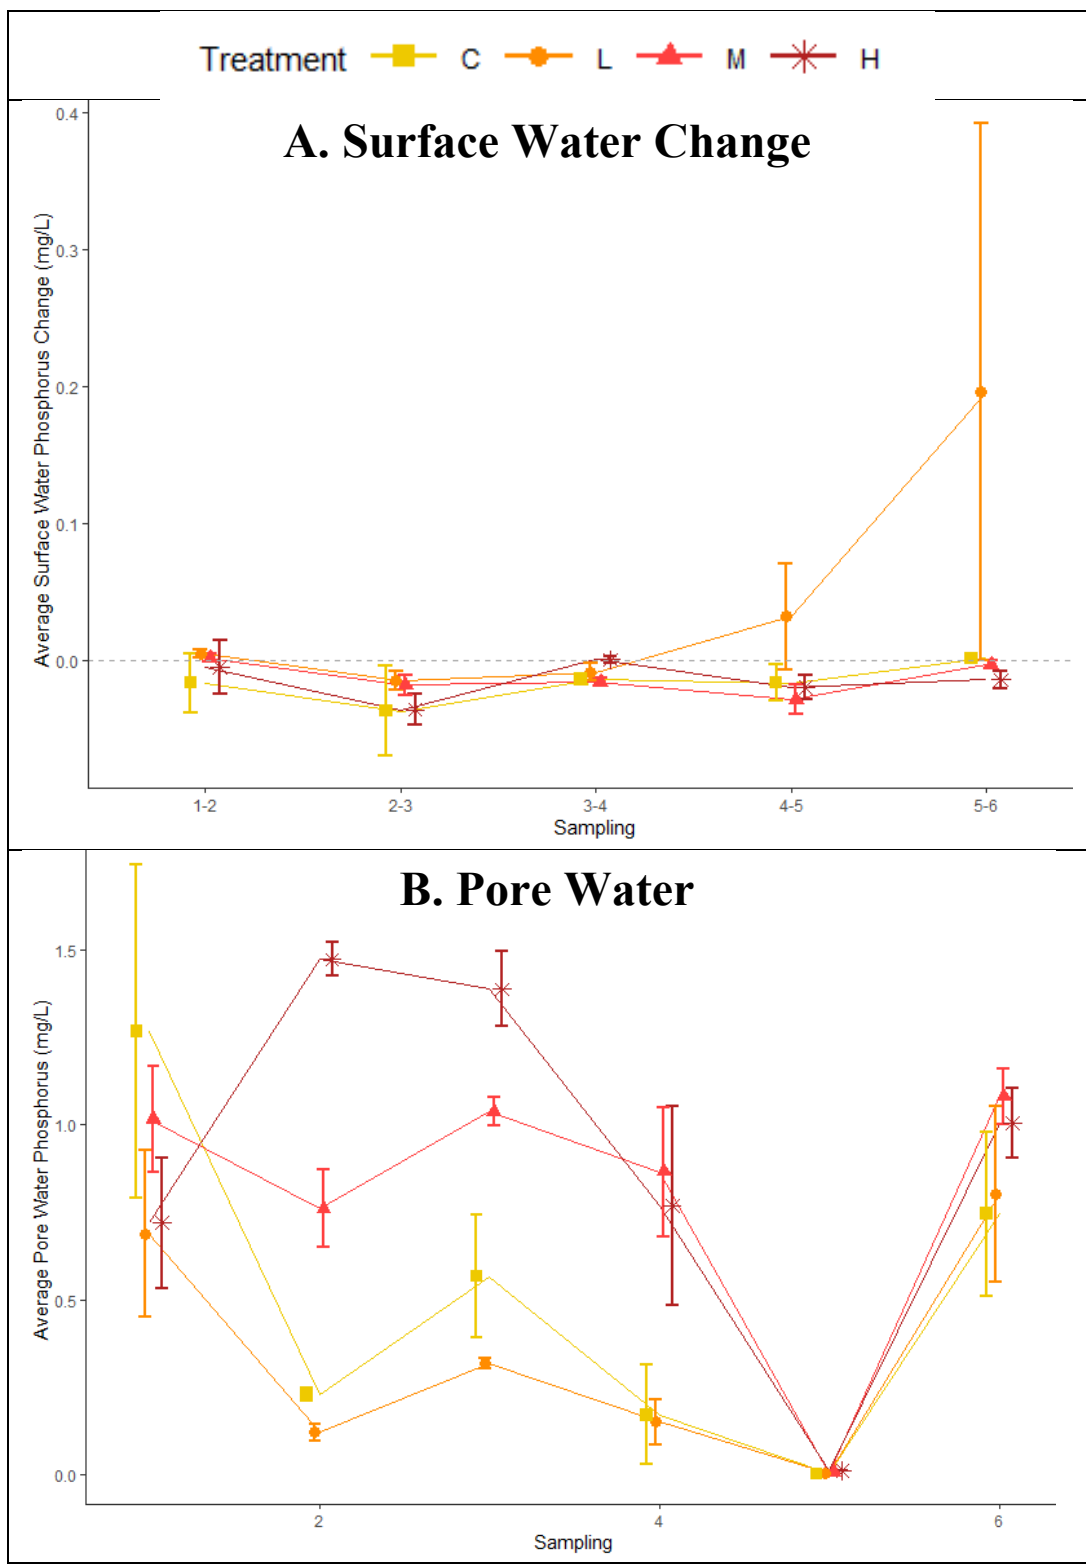 Treatment C L M H
A. Surface Water Change
Average Surface Water Phosphorus Change (mg/L)
0.4
0.3
0.2
0.1
0.0
1-2 2-3 3-4 4-5 5-6
Sampling
B. Pore Water
Average Pore Water Phosphorus (mg/L)
1.5
1.0
0.5
0.0
2 4 6
Sampling